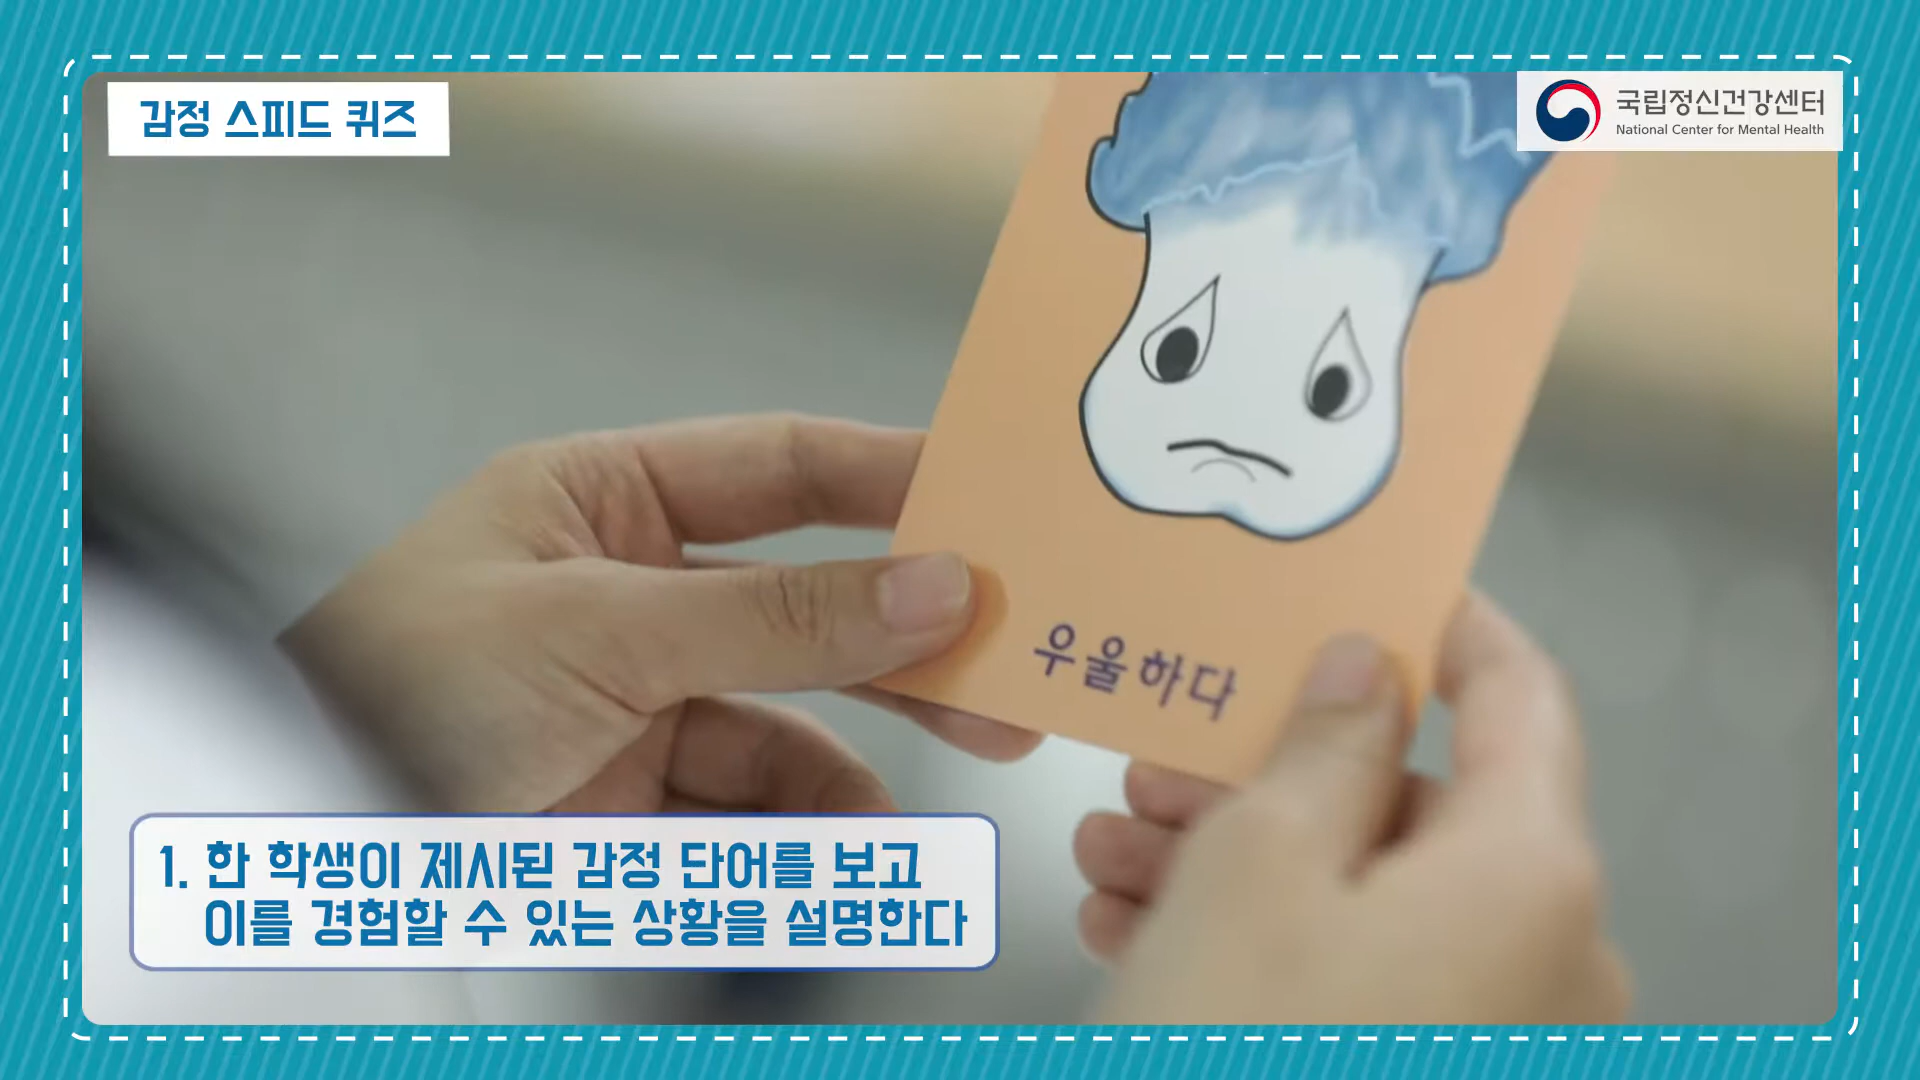 감정 스피드 퀴즈
국립정신건강센터
National Center for Mental Health
우울하다
1. 한 학생이 제시된 감정 단어를 보고
이를 경험할 수 있는 상황을 설명한다